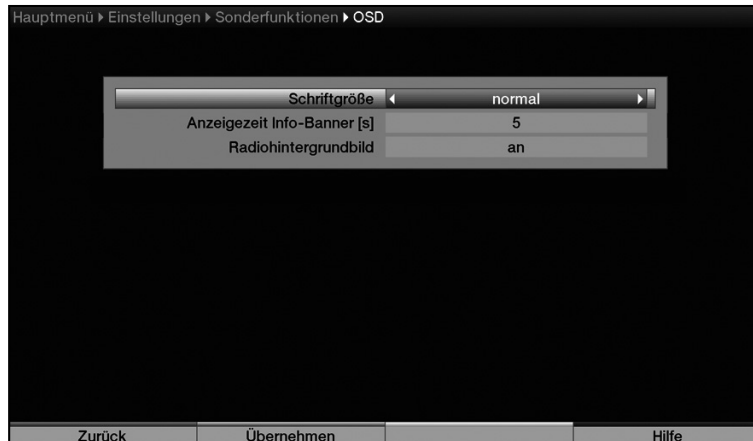 Hauptmenü ▸ Einstellungen ▸ Sonderfunktionen ▸ OSD
Schriftgröße normal
Anzeigezeit Info-Banner [s] 5
Radiohintergrundbild an
Zurück Übernehmen Hilfe